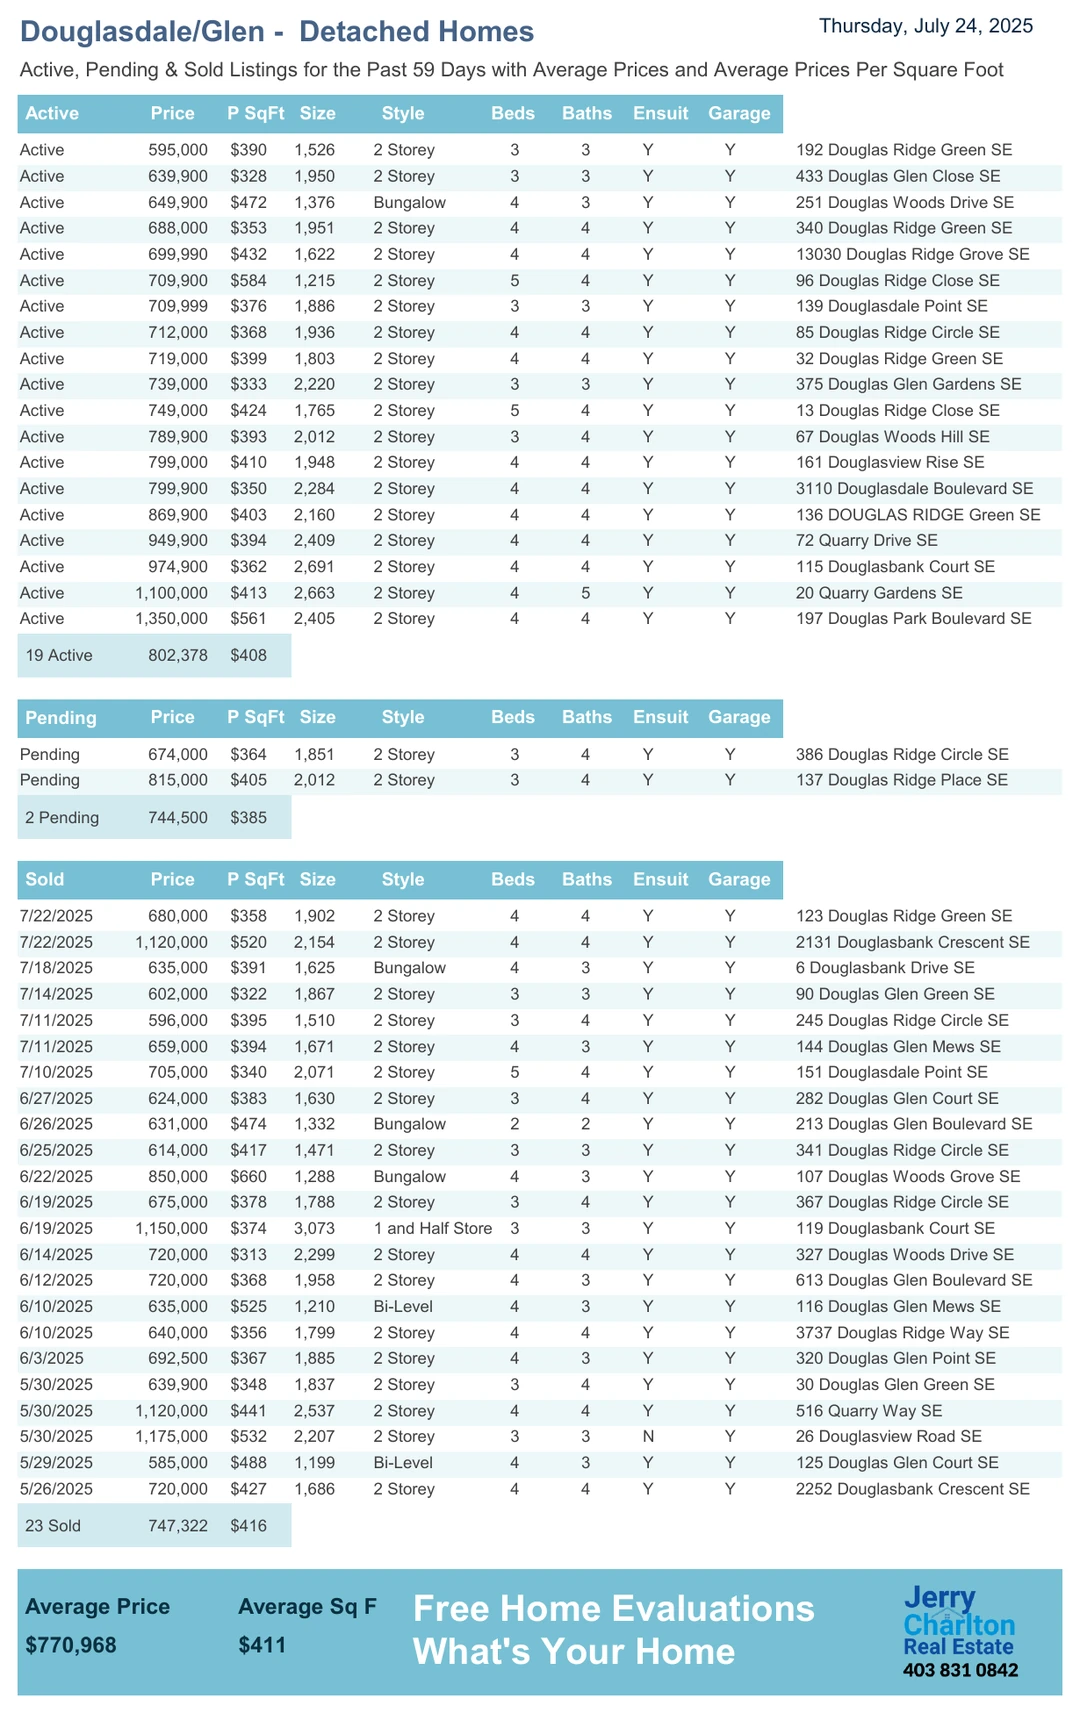 Douglasdale/Glen -  Detached Homes
Thursday, July 24, 2025
Active, Pending & Sold Listings for the Past 59 Days with Average Prices and Average Prices Per Square Foot
Active Price P SqFt Size Style Beds Baths Ensuit Garage
Active 595,000 $390 1,526 2 Storey 3 3 Y Y 192 Douglas Ridge Green SE
Active 639,900 $328 1,950 2 Storey 3 3 Y Y 433 Douglas Glen Close SE
Active 649,900 $472 1,376 Bungalow 4 3 Y Y 251 Douglas Woods Drive SE
Active 688,000 $353 1,951 2 Storey 4 4 Y Y 340 Douglas Ridge Green SE
Active 699,990 $432 1,622 2 Storey 4 4 Y Y 13030 Douglas Ridge Grove SE
Active 709,900 $584 1,215 2 Storey 5 4 Y Y 96 Douglas Ridge Close SE
Active 709,999 $376 1,886 2 Storey 3 3 Y Y 139 Douglasdale Point SE
Active 712,000 $368 1,936 2 Storey 4 4 Y Y 85 Douglas Ridge Circle SE
Active 719,000 $399 1,803 2 Storey 4 4 Y Y 32 Douglas Ridge Green SE
Active 739,000 $333 2,220 2 Storey 3 3 Y Y 375 Douglas Glen Gardens SE
Active 749,000 $424 1,765 2 Storey 5 4 Y Y 13 Douglas Ridge Close SE
Active 789,900 $393 2,012 2 Storey 3 4 Y Y 67 Douglas Woods Hill SE
Active 799,000 $410 1,948 2 Storey 4 4 Y Y 161 Douglasview Rise SE
Active 799,900 $350 2,284 2 Storey 4 4 Y Y 3110 Douglasdale Boulevard SE
Active 869,900 $403 2,160 2 Storey 4 4 Y Y 136 DOUGLAS RIDGE Green SE
Active 949,900 $394 2,409 2 Storey 4 4 Y Y 72 Quarry Drive SE
Active 974,900 $362 2,691 2 Storey 4 4 Y Y 115 Douglasbank Court SE
Active 1,100,000 $413 2,663 2 Storey 4 5 Y Y 20 Quarry Gardens SE
Active 1,350,000 $561 2,405 2 Storey 4 4 Y Y 197 Douglas Park Boulevard SE
19 Active 802,378 $408
Pending Price P SqFt Size Style Beds Baths Ensuit Garage
Pending 674,000 $364 1,851 2 Storey 3 4 Y Y 386 Douglas Ridge Circle SE
Pending 815,000 $405 2,012 2 Storey 3 4 Y Y 137 Douglas Ridge Place SE
2 Pending 744,500 $385
Sold Price P SqFt Size Style Beds Baths Ensuit Garage
7/22/2025 680,000 $358 1,902 2 Storey 4 4 Y Y 123 Douglas Ridge Green SE
7/22/2025 1,120,000 $520 2,154 2 Storey 4 4 Y Y 2131 Douglasbank Crescent SE
7/18/2025 635,000 $391 1,625 Bungalow 4 3 Y Y 6 Douglasbank Drive SE
7/14/2025 602,000 $322 1,867 2 Storey 3 3 Y Y 90 Douglas Glen Green SE
7/11/2025 596,000 $395 1,510 2 Storey 3 4 Y Y 245 Douglas Ridge Circle SE
7/11/2025 659,000 $394 1,671 2 Storey 4 3 Y Y 144 Douglas Glen Mews SE
7/10/2025 705,000 $340 2,071 2 Storey 5 4 Y Y 151 Douglasdale Point SE
6/27/2025 624,000 $383 1,630 2 Storey 3 4 Y Y 282 Douglas Glen Court SE
6/26/2025 631,000 $474 1,332 Bungalow 2 2 Y Y 213 Douglas Glen Boulevard SE
6/25/2025 614,000 $417 1,471 2 Storey 3 3 Y Y 341 Douglas Ridge Circle SE
6/22/2025 850,000 $660 1,288 Bungalow 4 3 Y Y 107 Douglas Woods Grove SE
6/19/2025 675,000 $378 1,788 2 Storey 3 4 Y Y 367 Douglas Ridge Circle SE
6/19/2025 1,150,000 $374 3,073 1 and Half Store 3 3 Y Y 119 Douglasbank Court SE
6/14/2025 720,000 $313 2,299 2 Storey 4 4 Y Y 327 Douglas Woods Drive SE
6/12/2025 720,000 $368 1,958 2 Storey 4 3 Y Y 613 Douglas Glen Boulevard SE
6/10/2025 635,000 $525 1,210 Bi-Level 4 3 Y Y 116 Douglas Glen Mews SE
6/10/2025 640,000 $356 1,799 2 Storey 4 4 Y Y 3737 Douglas Ridge Way SE
6/3/2025 692,500 $367 1,885 2 Storey 4 3 Y Y 320 Douglas Glen Point SE
5/30/2025 639,900 $348 1,837 2 Storey 3 4 Y Y 30 Douglas Glen Green SE
5/30/2025 1,120,000 $441 2,537 2 Storey 4 4 Y Y 516 Quarry Way SE
5/30/2025 1,175,000 $532 2,207 2 Storey 3 3 N Y 26 Douglasview Road SE
5/29/2025 585,000 $488 1,199 Bi-Level 4 3 Y Y 125 Douglas Glen Court SE
5/26/2025 720,000 $427 1,686 2 Storey 4 4 Y Y 2252 Douglasbank Crescent SE
23 Sold 747,322 $416
Average Price Average Sq F
$770,968 $411
Free Home Evaluations
What's Your Home
Jerry
Charlton
Real Estate
403 831 0842